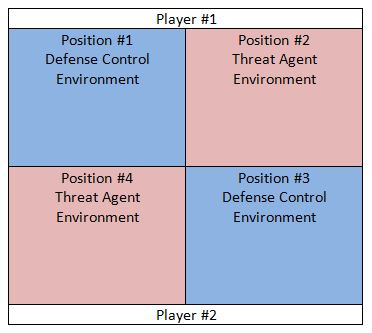 Player #1
Position #1
Defense Control
Environment
Position #2
Threat Agent
Environment
Position #4
Threat Agent
Environment
Position #3
Defense Control
Environment
Player #2